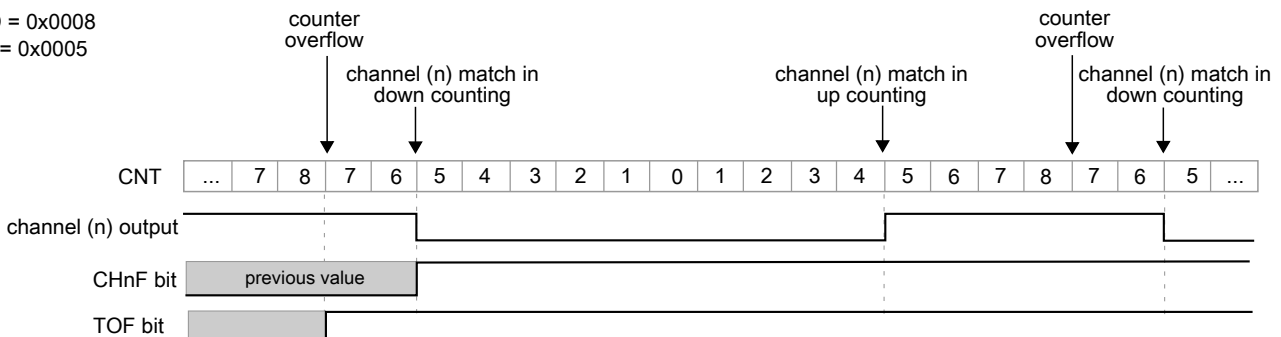 = 0x0008
= 0x0005
counter
overflow
channel (n) match in
down counting
channel (n) match in
up counting
counter
overflow
channel (n) match in
down counting
CNT ... 7 8 7 6 5 4 3 2 1 0 1 2 3 4 5 6 7 8 7 6 5 ...
channel (n) output
CHnF bit previous value
TOF bit